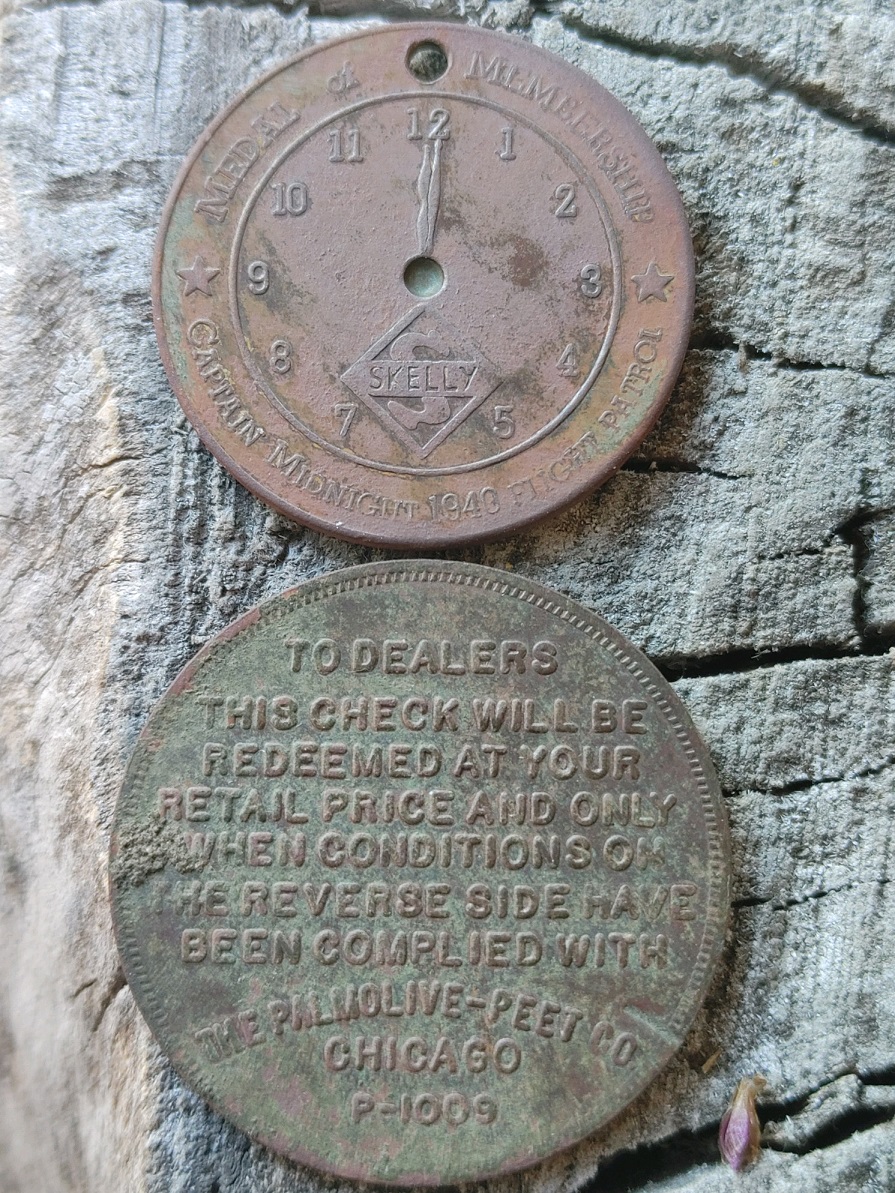 MEDAL of MEMBERSHIP
12
11 1
10 2
9 3
8 4
7 5
SKELLY
CAPTAIN MIDNIGHT 1940 FLIGHT PATROL
TO DEALERS
THIS CHECK WILL BE
REDEEMED AT YOUR
RETAIL PRICE AND ONLY
WHEN CONDITIONS ON
THE REVERSE SIDE HAVE
BEEN COMPLIED WITH
THE PALMOLIVE-PEET CO
CHICAGO
P-1009